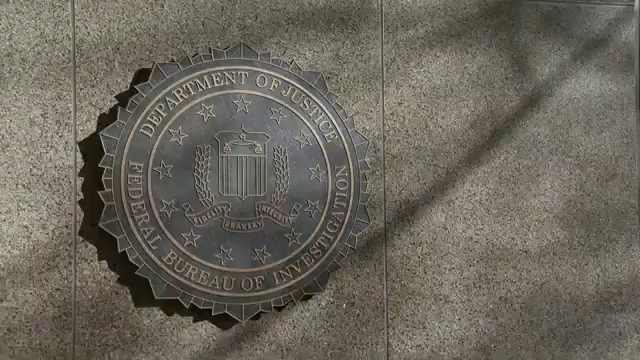 DEPARTMENT OF JUSTICE
FIDELITY
BRAVERY
INTEGRITY
FEDERAL BUREAU OF INVESTIGATION